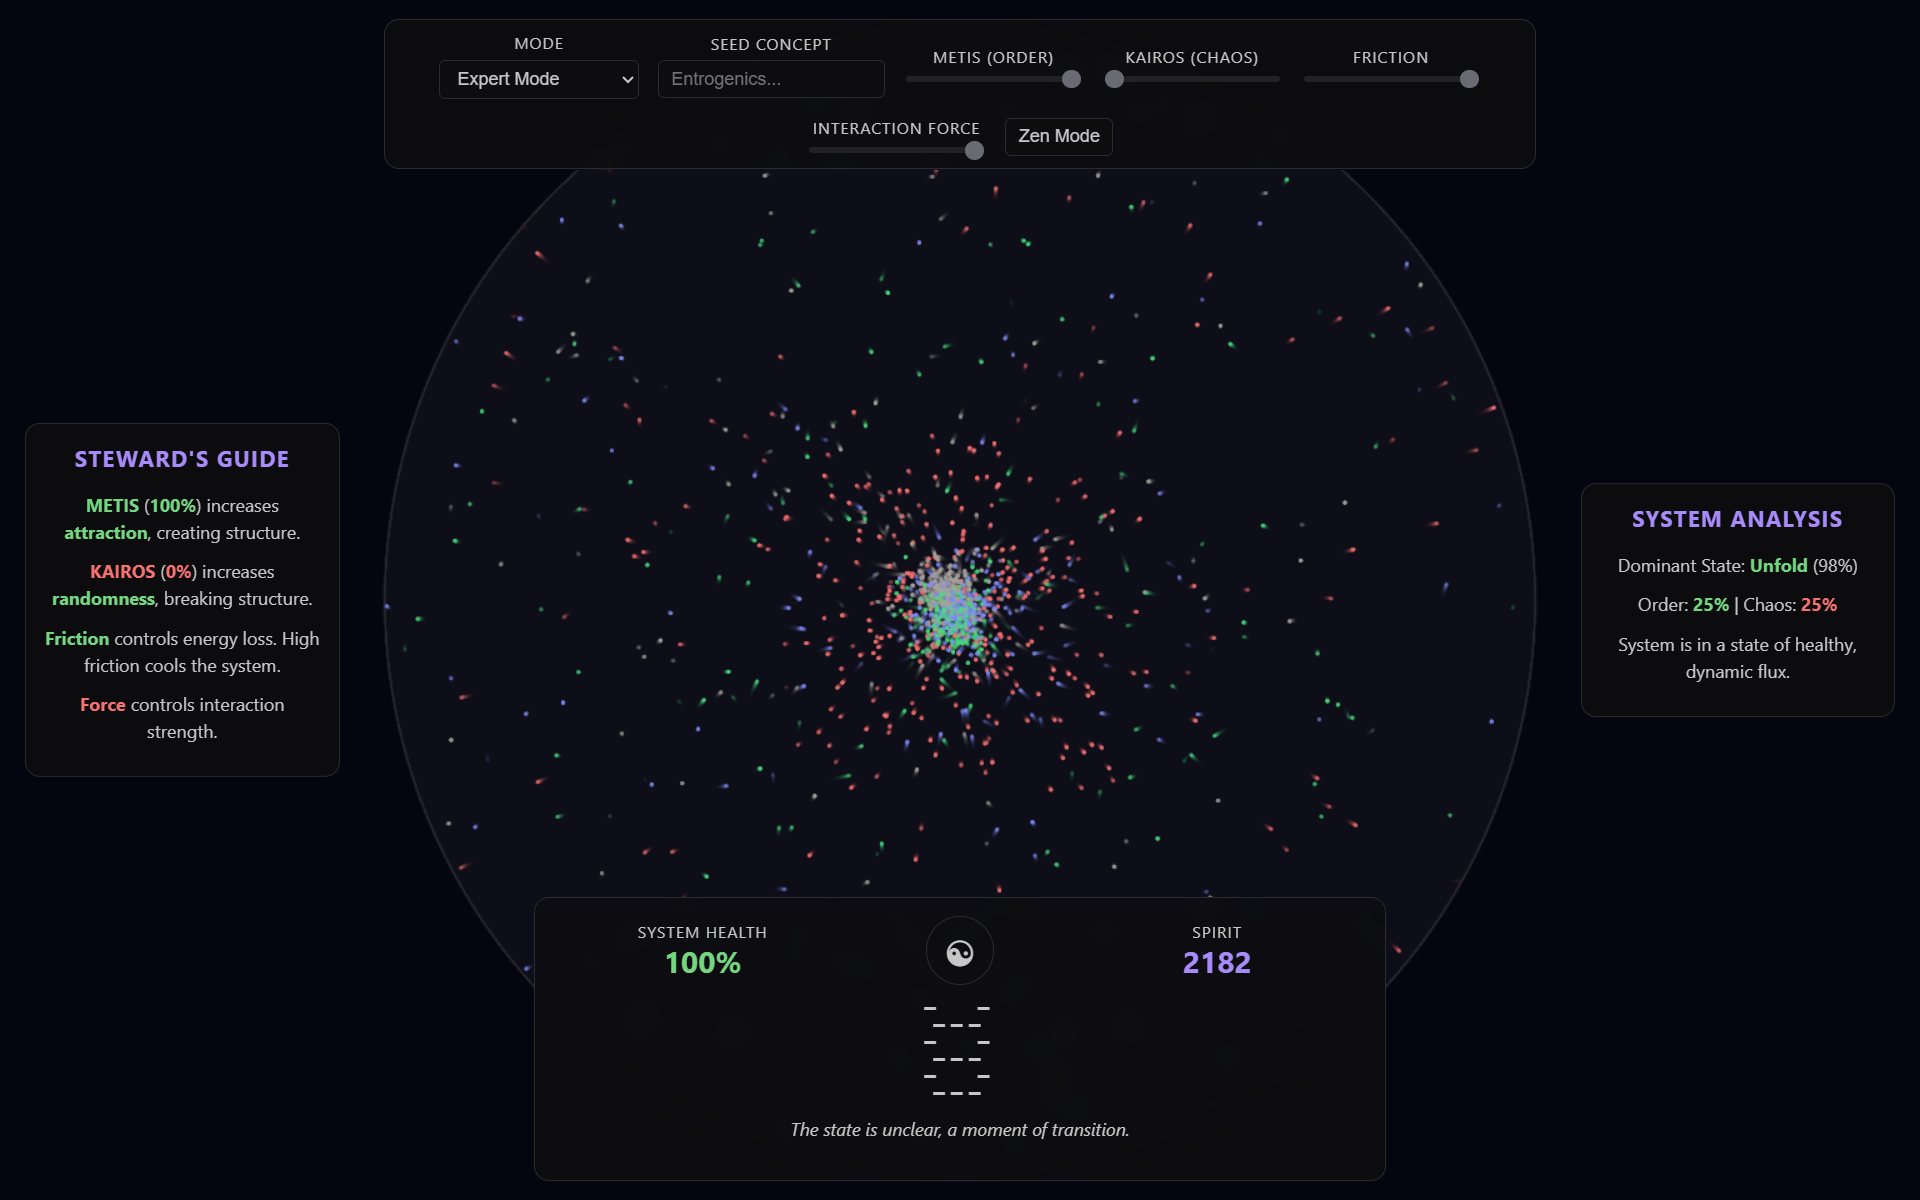 MODE
Expert Mode
SEED CONCEPT
Entrogenics...
METIS (ORDER)
KAIROS (CHAOS)
FRICTION
INTERACTION FORCE
Zen Mode
STEWARD'S GUIDE
METIS (100%) increases
attraction, creating structure.
KAIROS (0%) increases
randomness, breaking structure.
Friction controls energy loss. High
friction cools the system.
Force controls interaction
strength.
SYSTEM ANALYSIS
Dominant State: Unfold (98%)
Order: 25% | Chaos: 25%
System is in a state of healthy,
dynamic flux.
SYSTEM HEALTH
100%
SPIRIT
2182
The state is unclear, a moment of transition.